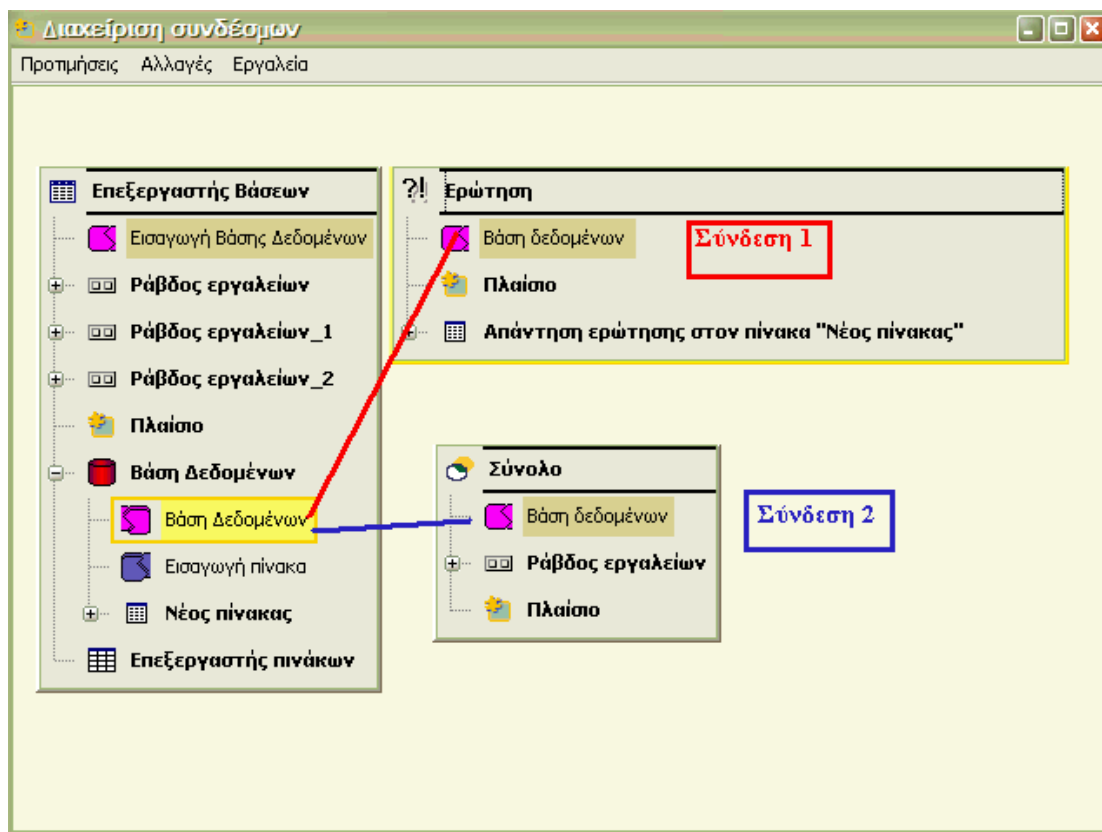 Διαχείριση συνδέσμων
Προτιμήσεις Αλλαγές Εργαλεία
Επεξεργαστής Βάσεων
Εισαγωγή Βάσης Δεδομένων
Ράβδος εργαλείων
Ράβδος εργαλείων_1
Ράβδος εργαλείων_2
Πλαίσιο
Βάση Δεδομένων
Βάση Δεδομένων
Εισαγωγή πίνακα
Νέος πίνακας
Επεξεργαστής πινάκων
?! Ερώτηση
Βάση δεδομένων
Πλαίσιο
Απάντηση ερώτησης στον πίνακα "Νέος πίνακας"
Σύνδεση 1
Σύνολο
Βάση δεδομένων
Ράβδος εργαλείων
Πλαίσιο
Σύνδεση 2